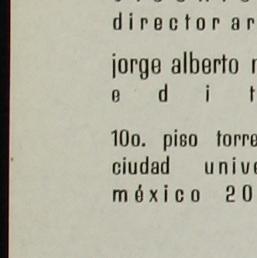 director ar
jorge alberto
e d i t
10o. piso torre
ciudad unive
méxico 20